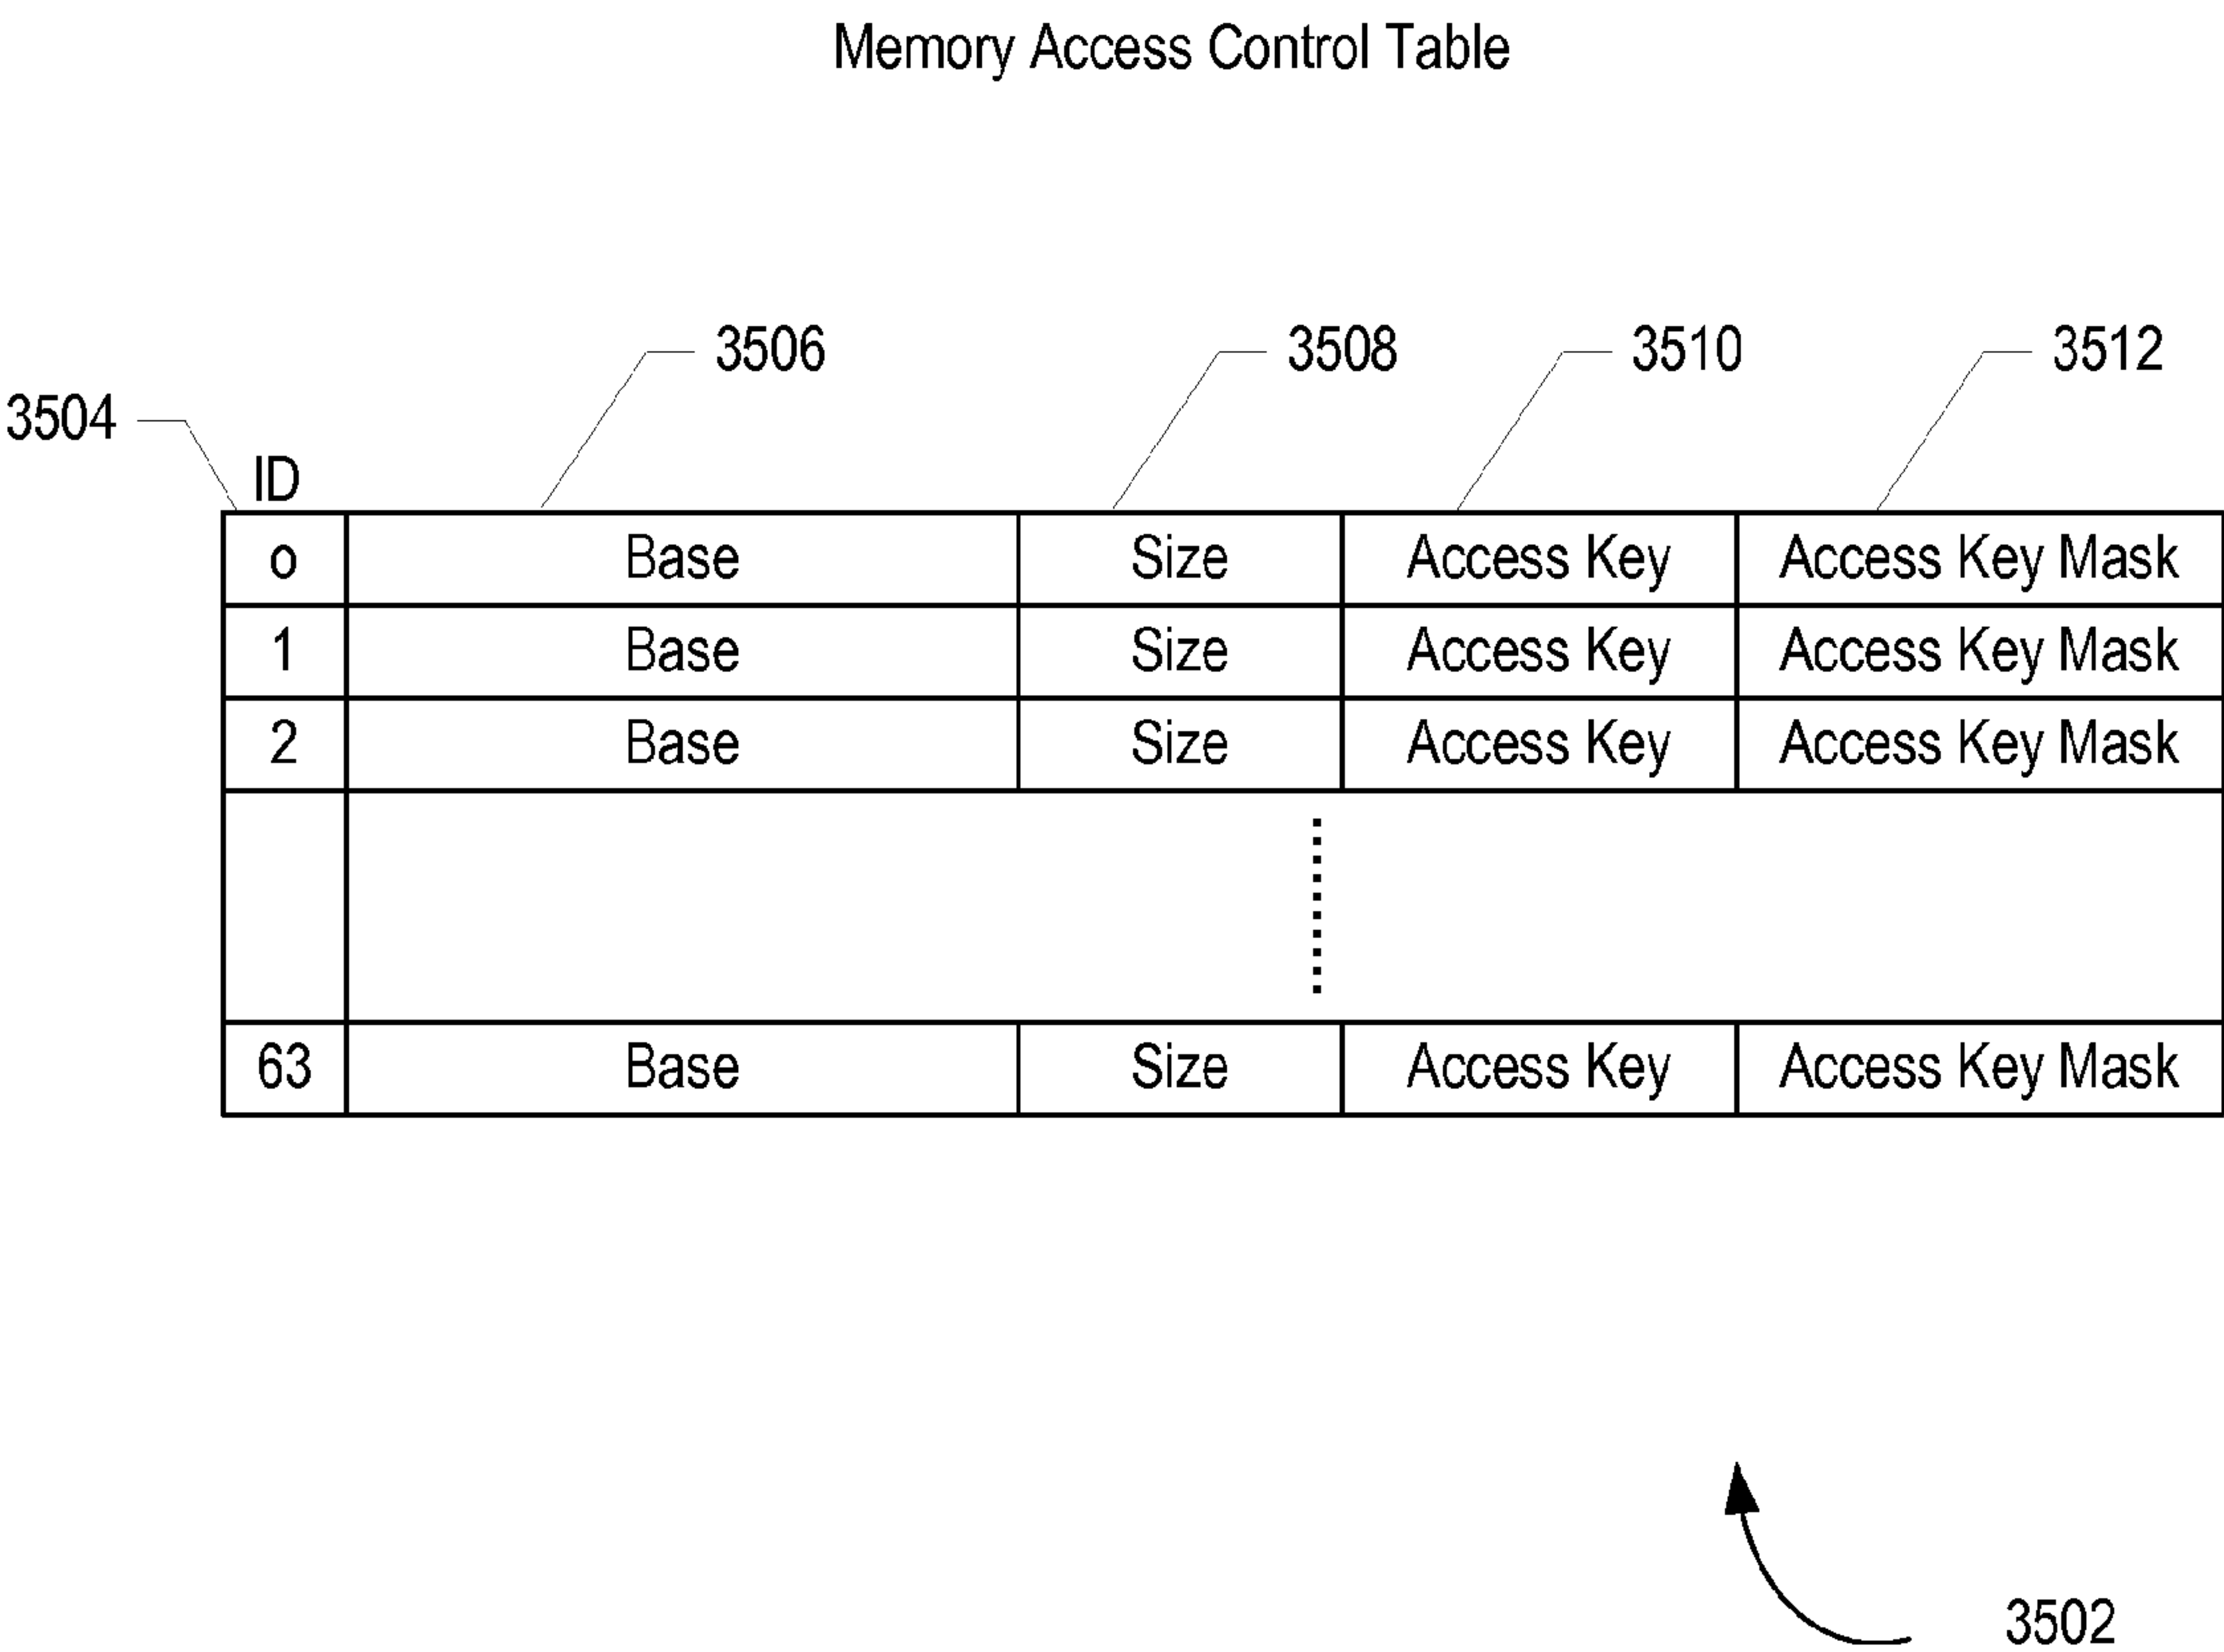 Memory Access Control Table
3506 3508 3510 3512
3504
ID
o Base Size Access Key Access Key Mask
1 Base Size Access Key Access Key Mask
2 Base Size Access Key Access Key Mask
63 Base Size Access Key Access Key Mask
3502